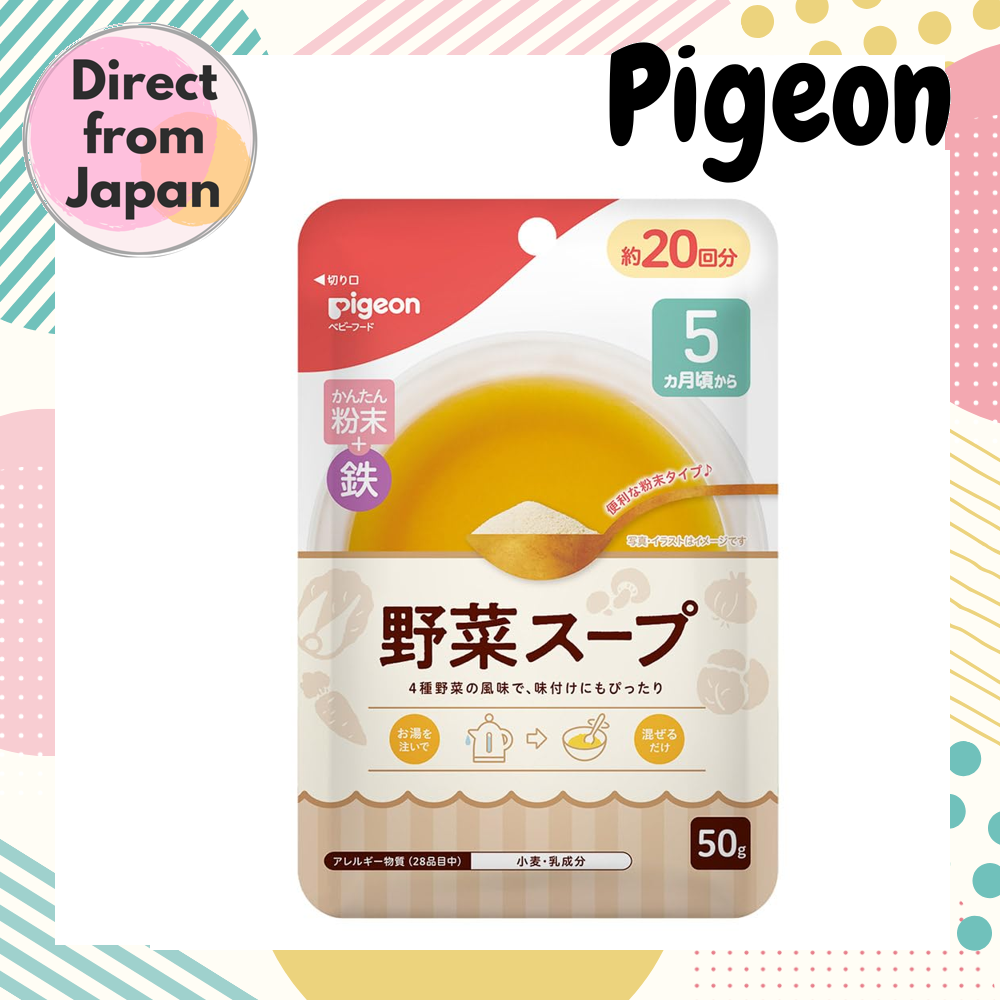 Direct
from
Japan
Pigeon
約20回分
◀切り口
Pigeon
ベビーフード
5
カ月頃から
かんたん
粉末
+
鉄
便利な粉末タイプ♪
写真・イラストはイメージです
野菜スープ
4種野菜の風味で、味付けにもぴったり
お湯を
注いで
混ぜる
だけ
50g
アレルギー物質（28品目中） 小麦・乳成分